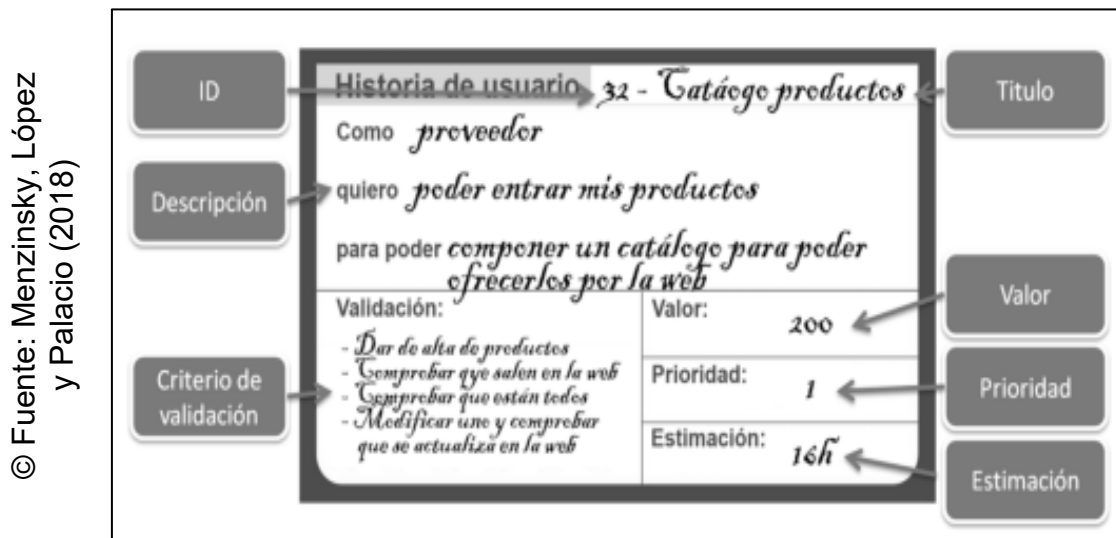 © Fuente: Menzinsky, López
y Palacio (2018)
ID
Descripción
Criterio de
validación
Historia de usuario 32 - Catáogo productos
Como proveedor
quiero poder entrar mis productos
para poder componer un catálogo para poder
ofrecerlos por la web
Validación:
- Dar de alta de productos
- Comprobar que salen en la web
- Comprobar que están todos
- Modificar uno y comprobar
que se actualiza en la web
Valor:
200
Prioridad:
1
Estimación:
16h
Titulo
Valor
Prioridad
Estimación